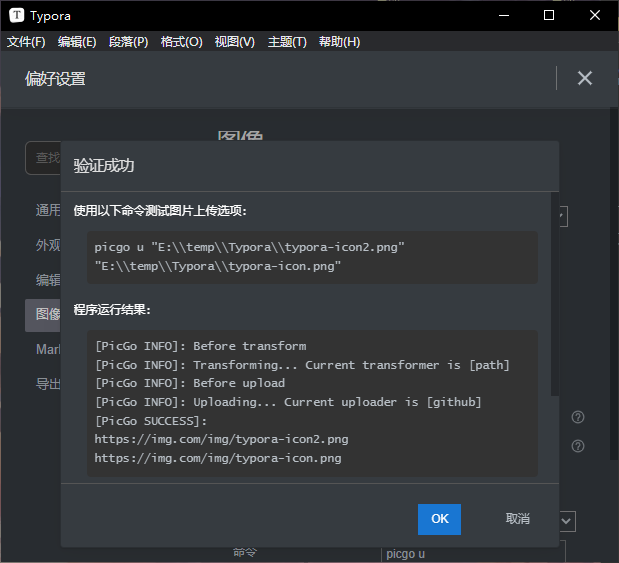 Typora
文件(F) 编辑(E) 段落(P) 格式(O) 视图(V) 主题(T) 帮助(H)
偏好设置
图像
查找
验证成功
通用
外观
编辑
图像
Mar
导出
使用以下命令测试图片上传选项：
picgo u "E:\\temp\\Typora\\typora-icon2.png"
"E:\\temp\\Typora\\typora-icon.png"
程序运行结果：
[PicGo INFO]: Before transform
[PicGo INFO]: Transforming... Current transformer is [path]
[PicGo INFO]: Before upload
[PicGo INFO]: Uploading... Current uploader is [github]
[PicGo SUCCESS]:
https://img.com/img/typora-icon2.png
https://img.com/img/typora-icon.png
OK 取消
命令 picgo u